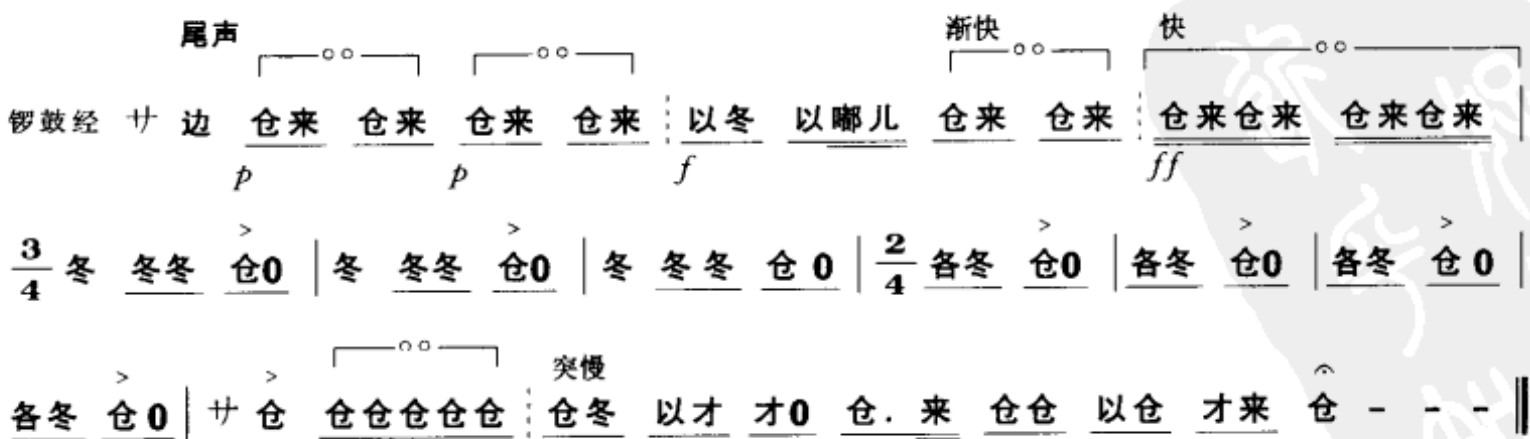 尾声 渐快 快
锣鼓经 サ 边 仓来 仓来 仓来 仓来 以冬 以嘟儿 仓来 仓来 仓来仓来 仓来仓来
p p f ff
3/4 冬 冬冬 仓0 | 冬 冬冬 仓0 | 冬 冬冬 仓0 | 2/4 各冬 仓0 | 各冬 仓0 | 各冬 仓0 |
突慢
各冬 仓0 | サ 仓 仓仓仓仓仓 仓冬 以才 才0 仓. 来 仓仓 以仓 才来 仓 - - -